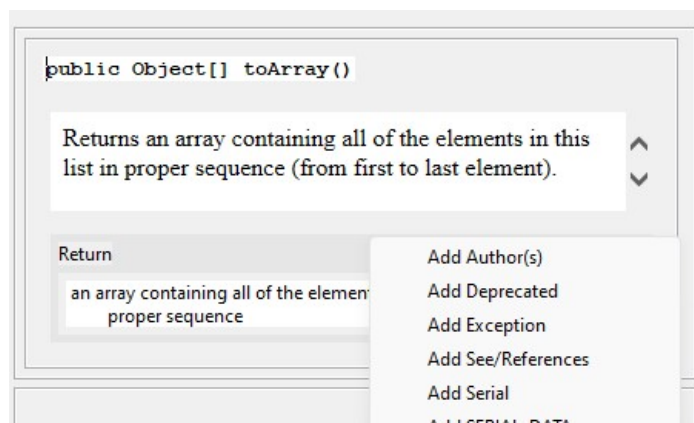 public Object[] toArray()
Returns an array containing all of the elements in this
list in proper sequence (from first to last element).
Return
an array containing all of the
proper sequence
Add Author(s)
Add Deprecated
Add Exception
Add See/References
Add Serial